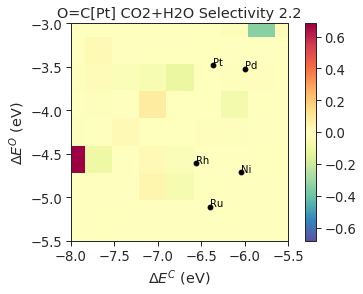 O=C[Pt] CO2+H2O Selectivity 2.2
−3.0
−3.5
−4.0
−4.5
−5.0
−5.5
ΔE^O (eV)
Pt
Pd
Rh
Ni
Ru
−8.0 −7.5 −7.0 −6.5 −6.0 −5.5
ΔE^C (eV)
0.6
0.4
0.2
0.0
−0.2
−0.4
−0.6